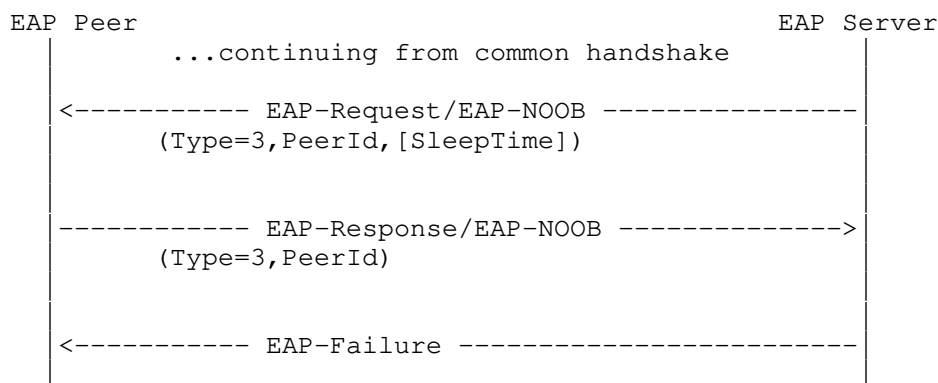 EAP Peer EAP Server
...continuing from common handshake
<----------- EAP-Request/EAP-NOOB ----------------
(Type=3,PeerId,[SleepTime])
------------ EAP-Response/EAP-NOOB -------------->
(Type=3,PeerId)
<----------- EAP-Failure -------------------------